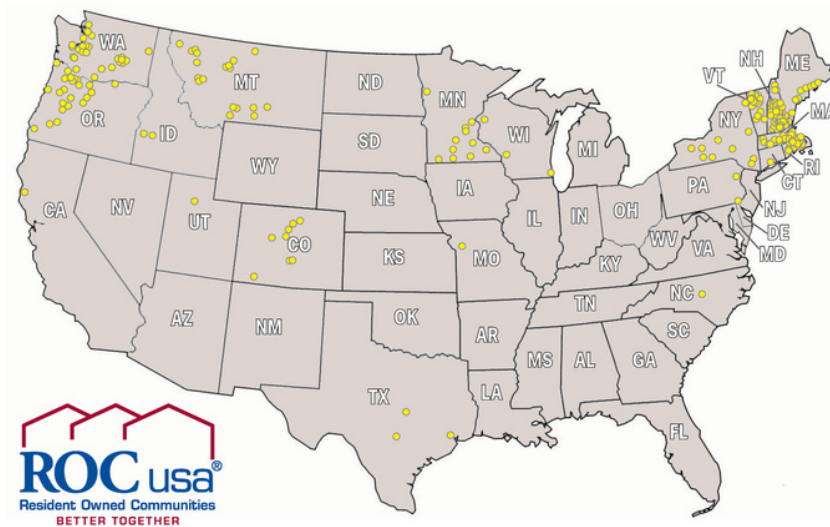 WA
MT
ND
MN
VT
NH
ME
MA
OR
ID
SD
WI
MI
NY
RI
CT
WY
IA
PA
NJ
DE
MD
CA
NV
UT
CO
NE
IL
IN
OH
WV
VA
KS
MO
KY
NC
TN
SC
AZ
NM
OK
AR
MS
AL
GA
TX
LA
FL
ROC usa®
Resident Owned Communities
BETTER TOGETHER